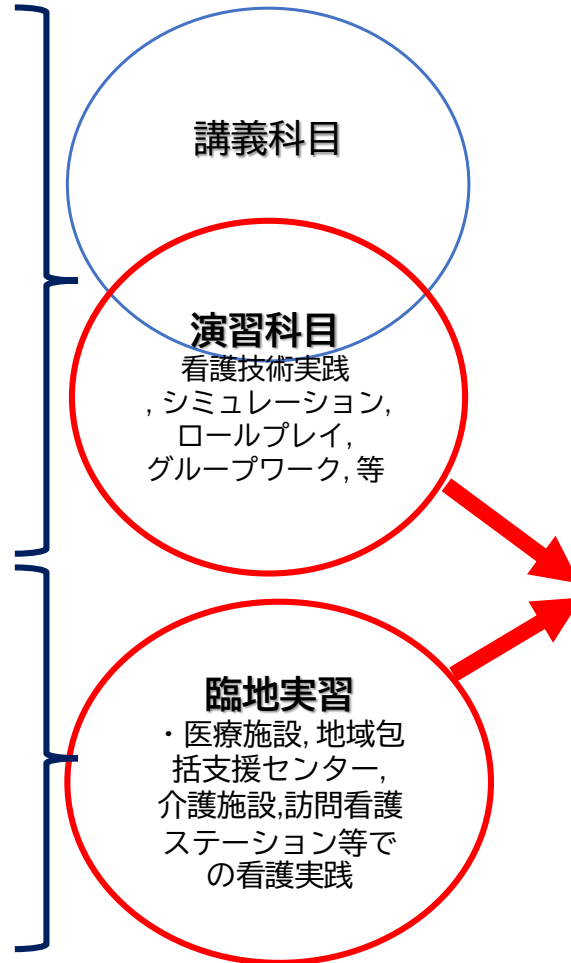 講義科目
演習科目
看護技術実践
, シミュレーション,
ロールプレイ,
グループワーク, 等
臨地実習
・医療施設, 地域包
括支援センター,
介護施設,訪問看護
ステーション等で
の看護実践